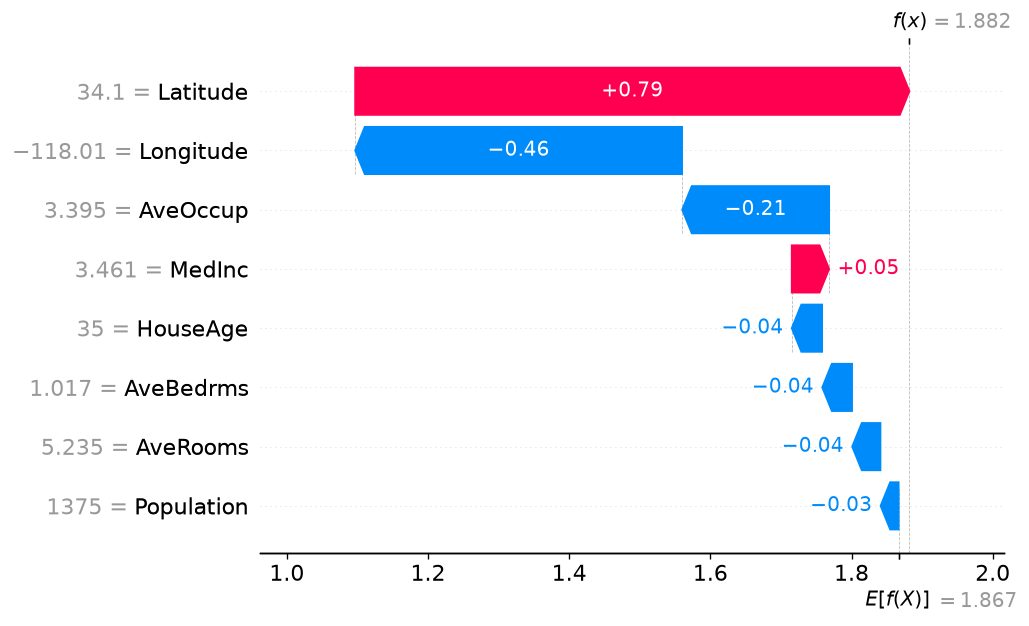 f(x) = 1.882
34.1 = Latitude +0.79
−118.01 = Longitude −0.46
3.395 = AveOccup −0.21
3.461 = MedInc +0.05
35 = HouseAge −0.04
1.017 = AveBedrms −0.04
5.235 = AveRooms −0.04
1375 = Population −0.03
1.0 1.2 1.4 1.6 1.8 2.0
E[f(X)] = 1.867